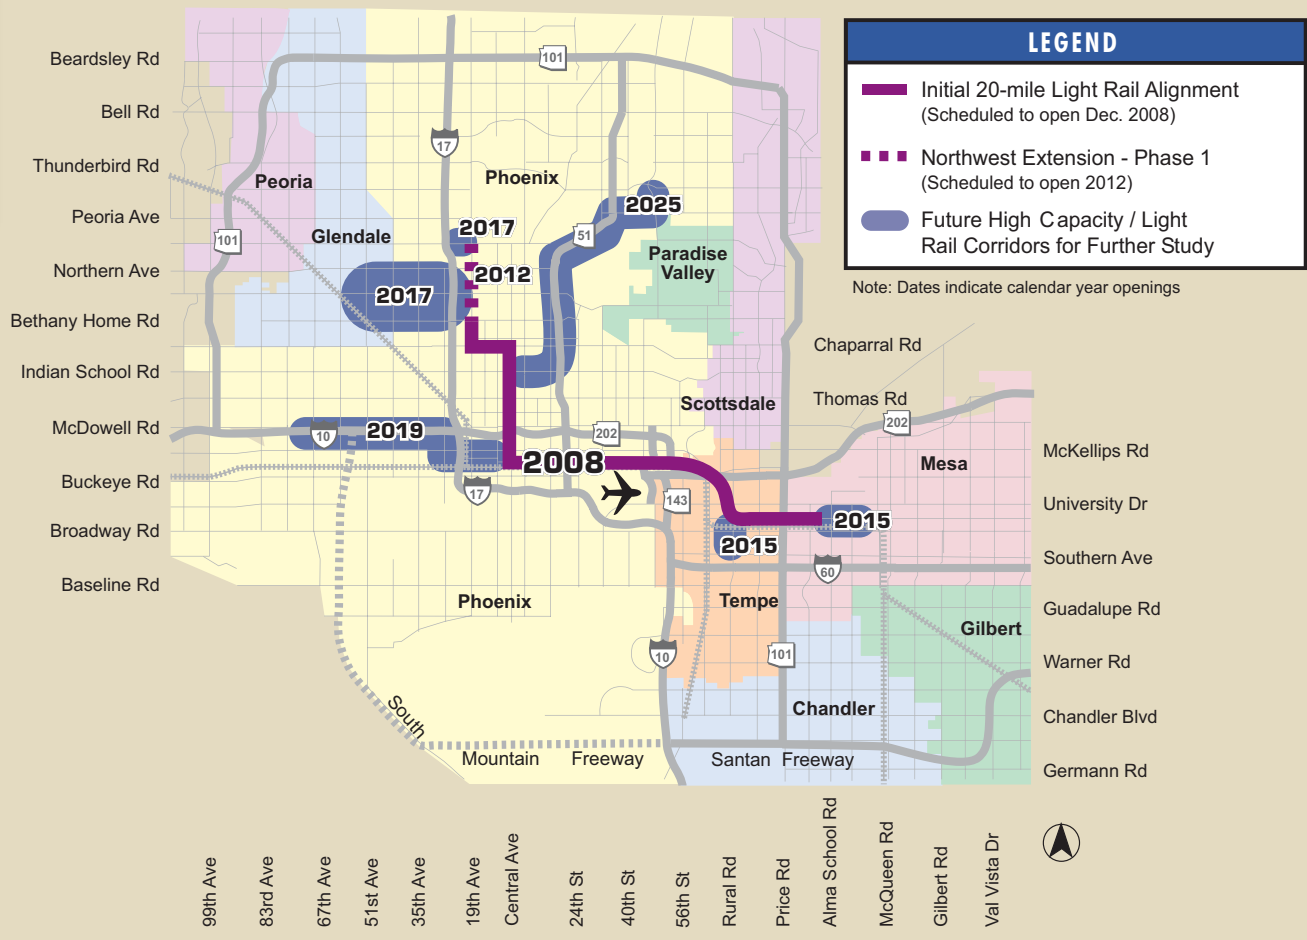 LEGEND
Initial 20-mile Light Rail Alignment
(Scheduled to open Dec. 2008)
Northwest Extension - Phase 1
(Scheduled to open 2012)
Future High Capacity / Light
Rail Corridors for Further Study
Note: Dates indicate calendar year openings
Beardsley Rd
Bell Rd
Thunderbird Rd
Peoria Ave
Northern Ave
Bethany Home Rd
Indian School Rd
McDowell Rd
Buckeye Rd
Broadway Rd
Baseline Rd
101
17
Peoria
Phoenix
2025
101
Glendale
2017
51
Paradise
Valley
2012
2017
Chaparral Rd
Thomas Rd
Scottsdale
202
10
2019
202
2008
Mesa
17
143
2015
2015
60
Phoenix
Tempe
Gilbert
10
101
Chandler
South
Mountain
Freeway
Santan
Freeway
McKellips Rd
University Dr
Southern Ave
Guadalupe Rd
Warner Rd
Chandler Blvd
Germann Rd
99th Ave
83rd Ave
67th Ave
51st Ave
35th Ave
19th Ave
Central Ave
24th St
40th St
56th St
Rural Rd
Price Rd
Alma School Rd
McQueen Rd
Gilbert Rd
Val Vista Dr